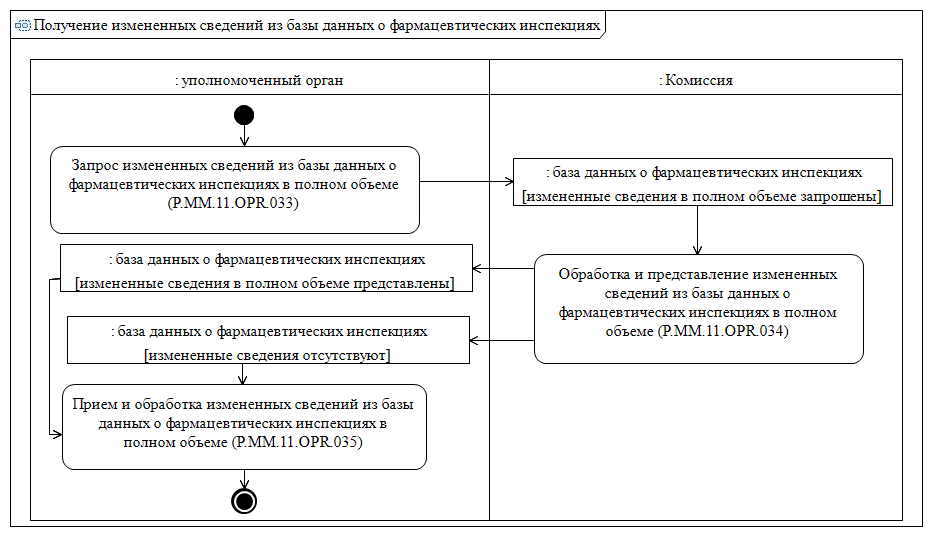 Получение измененных сведений из базы данных о фармацевтических инспекциях
: уполномоченный орган
: Комиссия
Запрос измененных сведений из базы данных о
фармацевтических инспекциях в полном объеме
(P.MM.11.OPR.033)
: база данных о фармацевтических инспекциях
[измененные сведения в полном объеме запрошены]
: база данных о фармацевтических инспекциях
[измененные сведения в полном объеме представлены]
Обработка и представление измененных
сведений из базы данных о
фармацевтических инспекциях в полном
объеме (P.MM.11.OPR.034)
: база данных о фармацевтических инспекциях
[измененные сведения отсутствуют]
Прием и обработка измененных сведений из базы
данных о фармацевтических инспекциях в
полном объеме (P.MM.11.OPR.035)